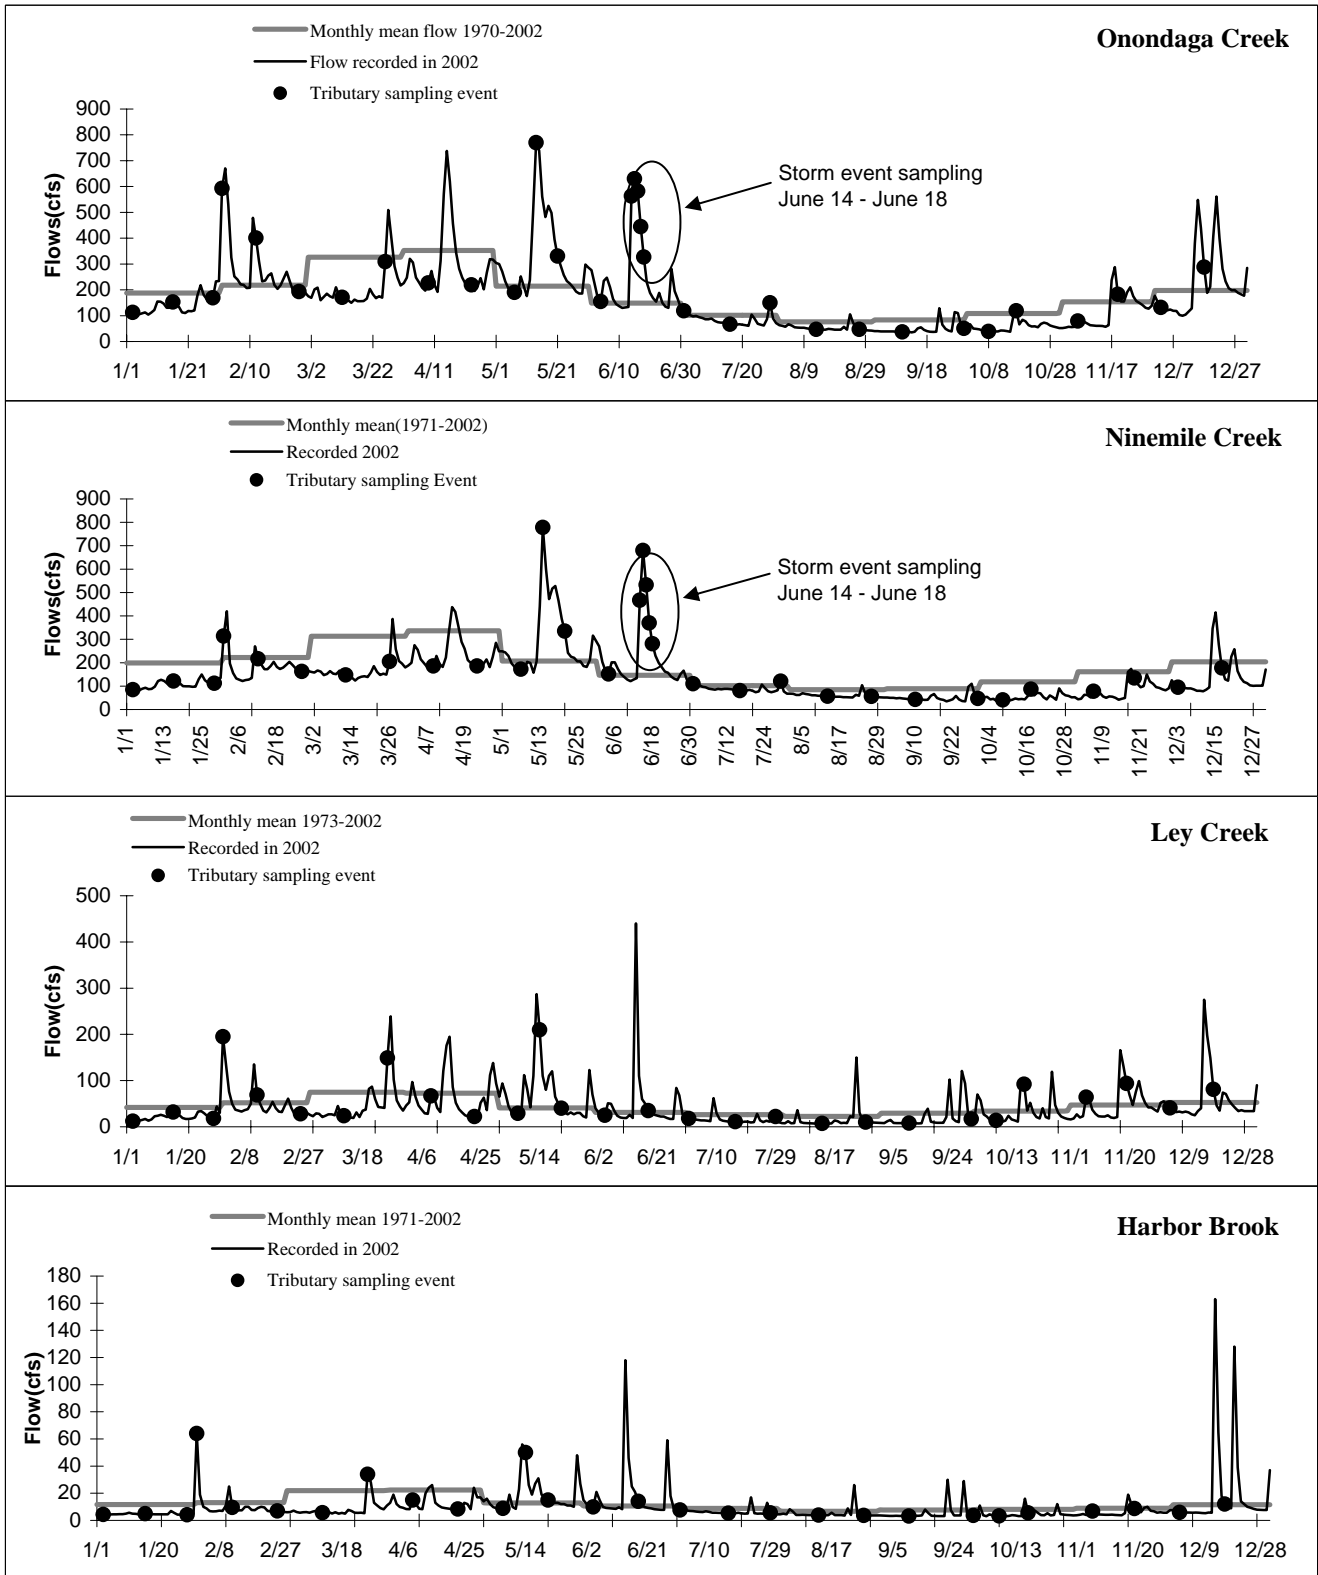 Monthly mean flow 1970-2002
Onondaga Creek
Flow recorded in 2002
Tributary sampling event
Flows(cfs)
900
800
700
600
500
400
300
200
100
0
Storm event sampling
June 14 - June 18
1/1 1/21 2/10 3/2 3/22 4/11 5/1 5/21 6/10 6/30 7/20 8/9 8/29 9/18 10/8 10/28 11/17 12/7 12/27
Monthly mean(1971-2002)
Ninemile Creek
Recorded 2002
Tributary sampling Event
Flows(cfs)
900
800
700
600
500
400
300
200
100
0
Storm event sampling
June 14 - June 18
1/1 1/13 1/25 2/6 2/18 3/2 3/14 3/26 4/7 4/19 5/1 5/13 5/25 6/6 6/18 6/30 7/12 7/24 8/5 8/17 8/29 9/10 9/22 10/4 10/16 10/28 11/9 11/21 12/3 12/15 12/27
Monthly mean 1973-2002
Ley Creek
Recorded in 2002
Tributary sampling event
Flow(cfs)
500
400
300
200
100
0
1/1 1/20 2/8 2/27 3/18 4/6 4/25 5/14 6/2 6/21 7/10 7/29 8/17 9/5 9/24 10/13 11/1 11/20 12/9 12/28
Monthly mean 1971-2002
Harbor Brook
Recorded in 2002
Tributary sampling event
Flow(cfs)
180
160
140
120
100
80
60
40
20
0
1/1 1/20 2/8 2/27 3/18 4/6 4/25 5/14 6/2 6/21 7/10 7/29 8/17 9/5 9/24 10/13 11/1 11/20 12/9 12/28